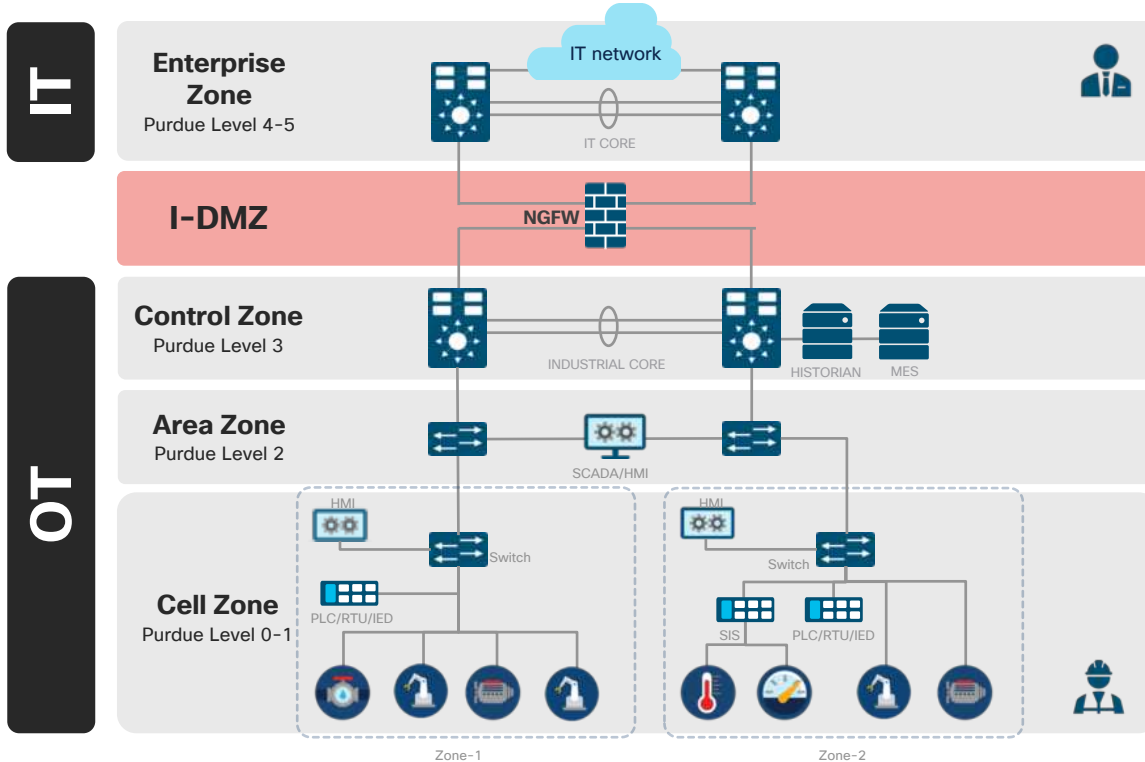 IT
Enterprise
Zone
Purdue Level 4-5
IT network
IT CORE
I-DMZ
NGFW
OT
Control Zone
Purdue Level 3
INDUSTRIAL CORE
HISTORIAN
MES
Area Zone
Purdue Level 2
SCADA/HMI
Cell Zone
Purdue Level 0-1
HMI
Switch
PLC/RTU/IED
Zone-1
HMI
Switch
SIS
PLC/RTU/IED
Zone-2